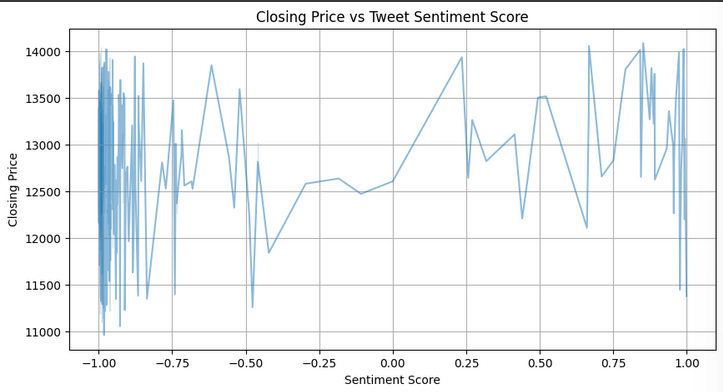 Closing Price vs Tweet Sentiment Score
14000
13500
13000
12500
12000
11500
11000
Closing Price
−1.00 −0.75 −0.50 −0.25 0.00 0.25 0.50 0.75 1.00
Sentiment Score